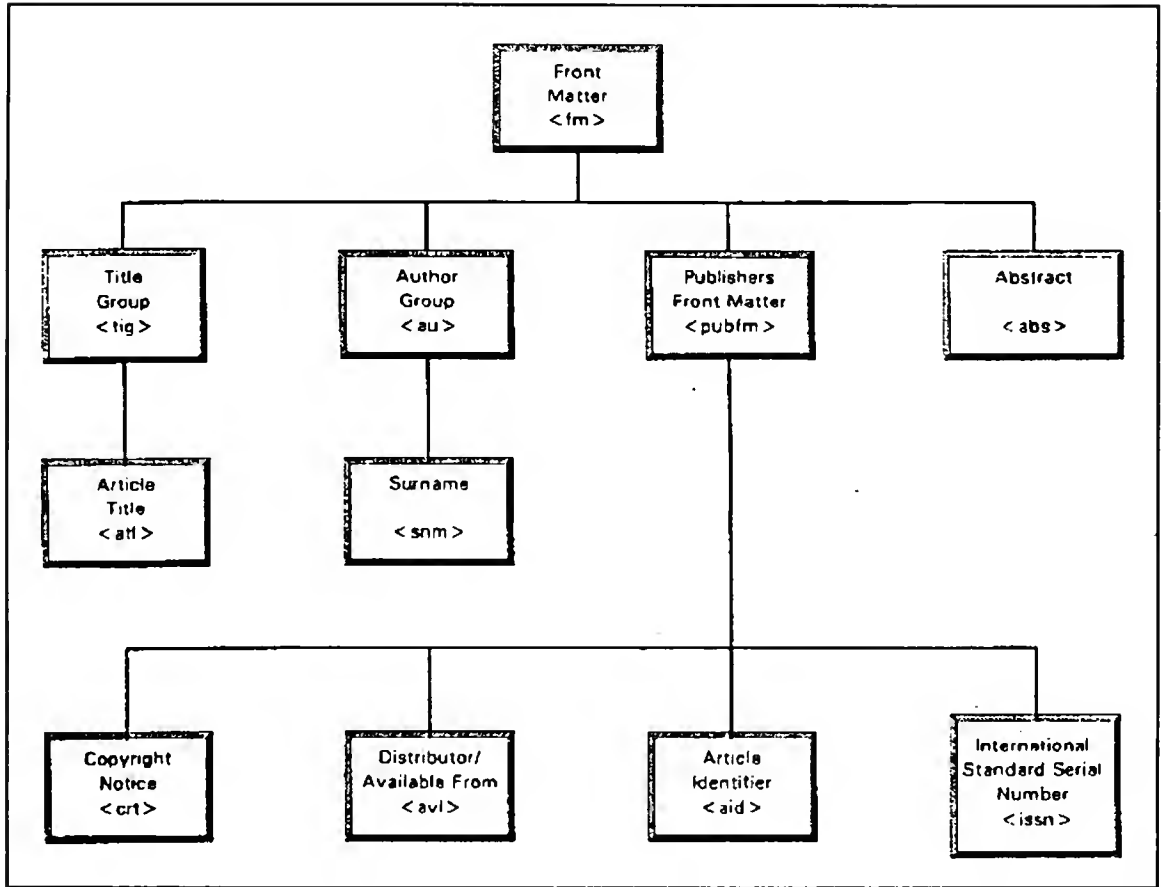 Front
Matter
<fm>
Title
Group
<tig>
Author
Group
<au>
Publishers
Front Matter
<pubfm>
Abstract
<abs>
Article
Title
<atl>
Surname
<snm>
Copyright
Notice
<crt>
Distributor/
Available From
<avl>
Article
Identifier
<aid>
International
Standard Serial
Number
<issn>